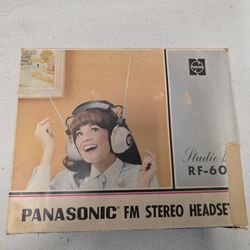 Studio
RF-60
PANASONIC FM STEREO HEADSET